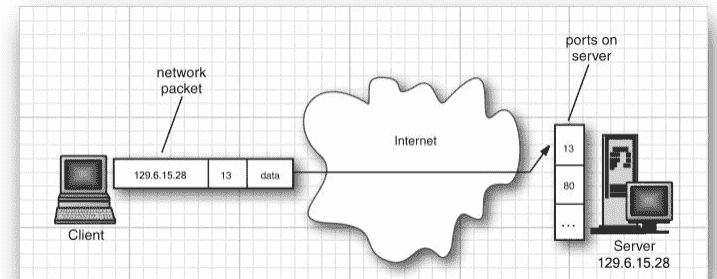 ports on
server
network
packet
Internet
13
129.6.15.28
13
data
80
...
Client
Server
129.6.15.28